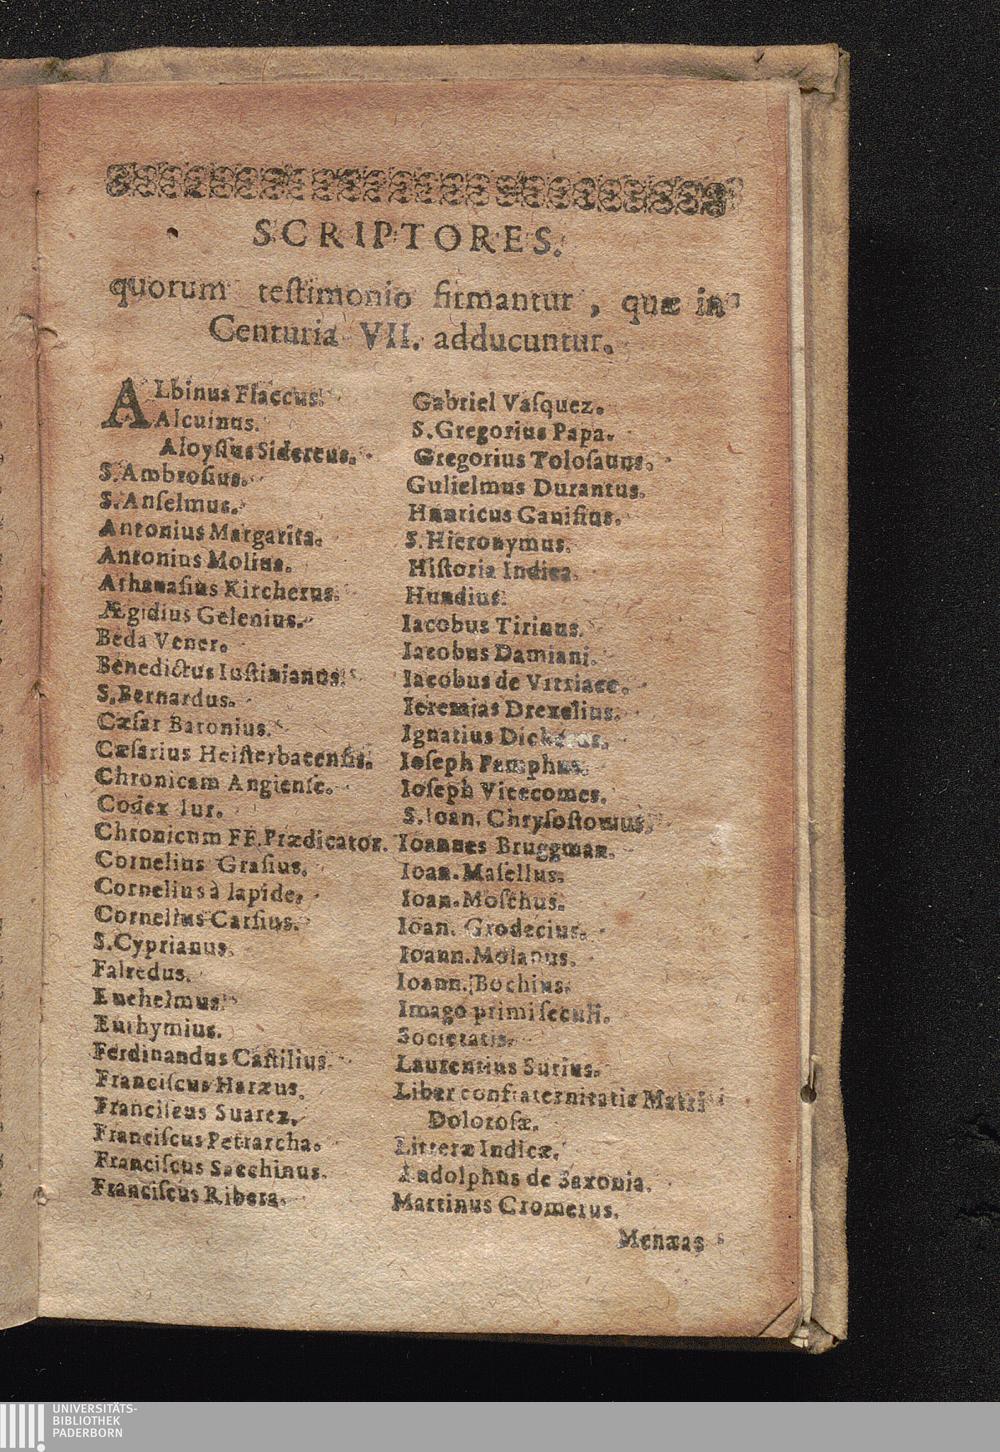 SCRIPTORES.
quorum teſtimonio firmantur, quæ in
Centuria VII. adducuntur.
ALbinus Flaccus.
Alcuinus.
Aloyſius Sidereus.
S. Ambroſius.
S. Anſelmus.
Antonius Margarita.
Antonius Molina.
Athanaſius Kircherus.
Ægidius Gelenius.
Beda Vener.
Benedictus Iuſtinianus.
S. Bernardus.
Cæſar Baronius.
Cæſarius Heiſterbacenſis.
Chronicam Angienſe.
Codex Iur.
Chronicum FF. Prædicator.
Cornelius Graſius.
Cornelius à lapide.
Cornelius Carſius.
S. Cyprianus.
Falredus.
Euthymius.
Ferdinandus Caſtilius.
Franciſcus Haræus.
Franciſcus Suarez.
Franciſcus Petrarcha.
Franciſcus Sacchinus.
Franciſcus Ribera.
Gabriel Vaſquez.
S. Gregorius Papa.
Gregorius Toloſanus.
Gulielmus Durantus.
Henricus Caniſius.
S. Hieronymus.
Hiſtoria Indica.
Hundius.
Iacobus Tirinus.
Iacobus Damiani.
Iacobus de Vitriaco.
Ieremias Drexelius.
Ignatius
Ioſeph Pamphus.
Ioſeph Vicecomes.
S. Ioan. Chryſoſtomus.
Ioannes Bruggman.
Ioan. Maſellus.
Ioan. Moſchus.
Ioan. Grodecius.
Ioann. Molanus.
Ioann. Bochius.
Imago primi ſeculi.
Societatis.
Laurentius Surius.
Liber confraternitatis Matris
Doloroſæ.
Litteræ Indicæ.
Ludolphus de Saxonia.
Martinus Cromerus.
Menæas
UNIVERSITÄTS-
BIBLIOTHEK
PADERBORN